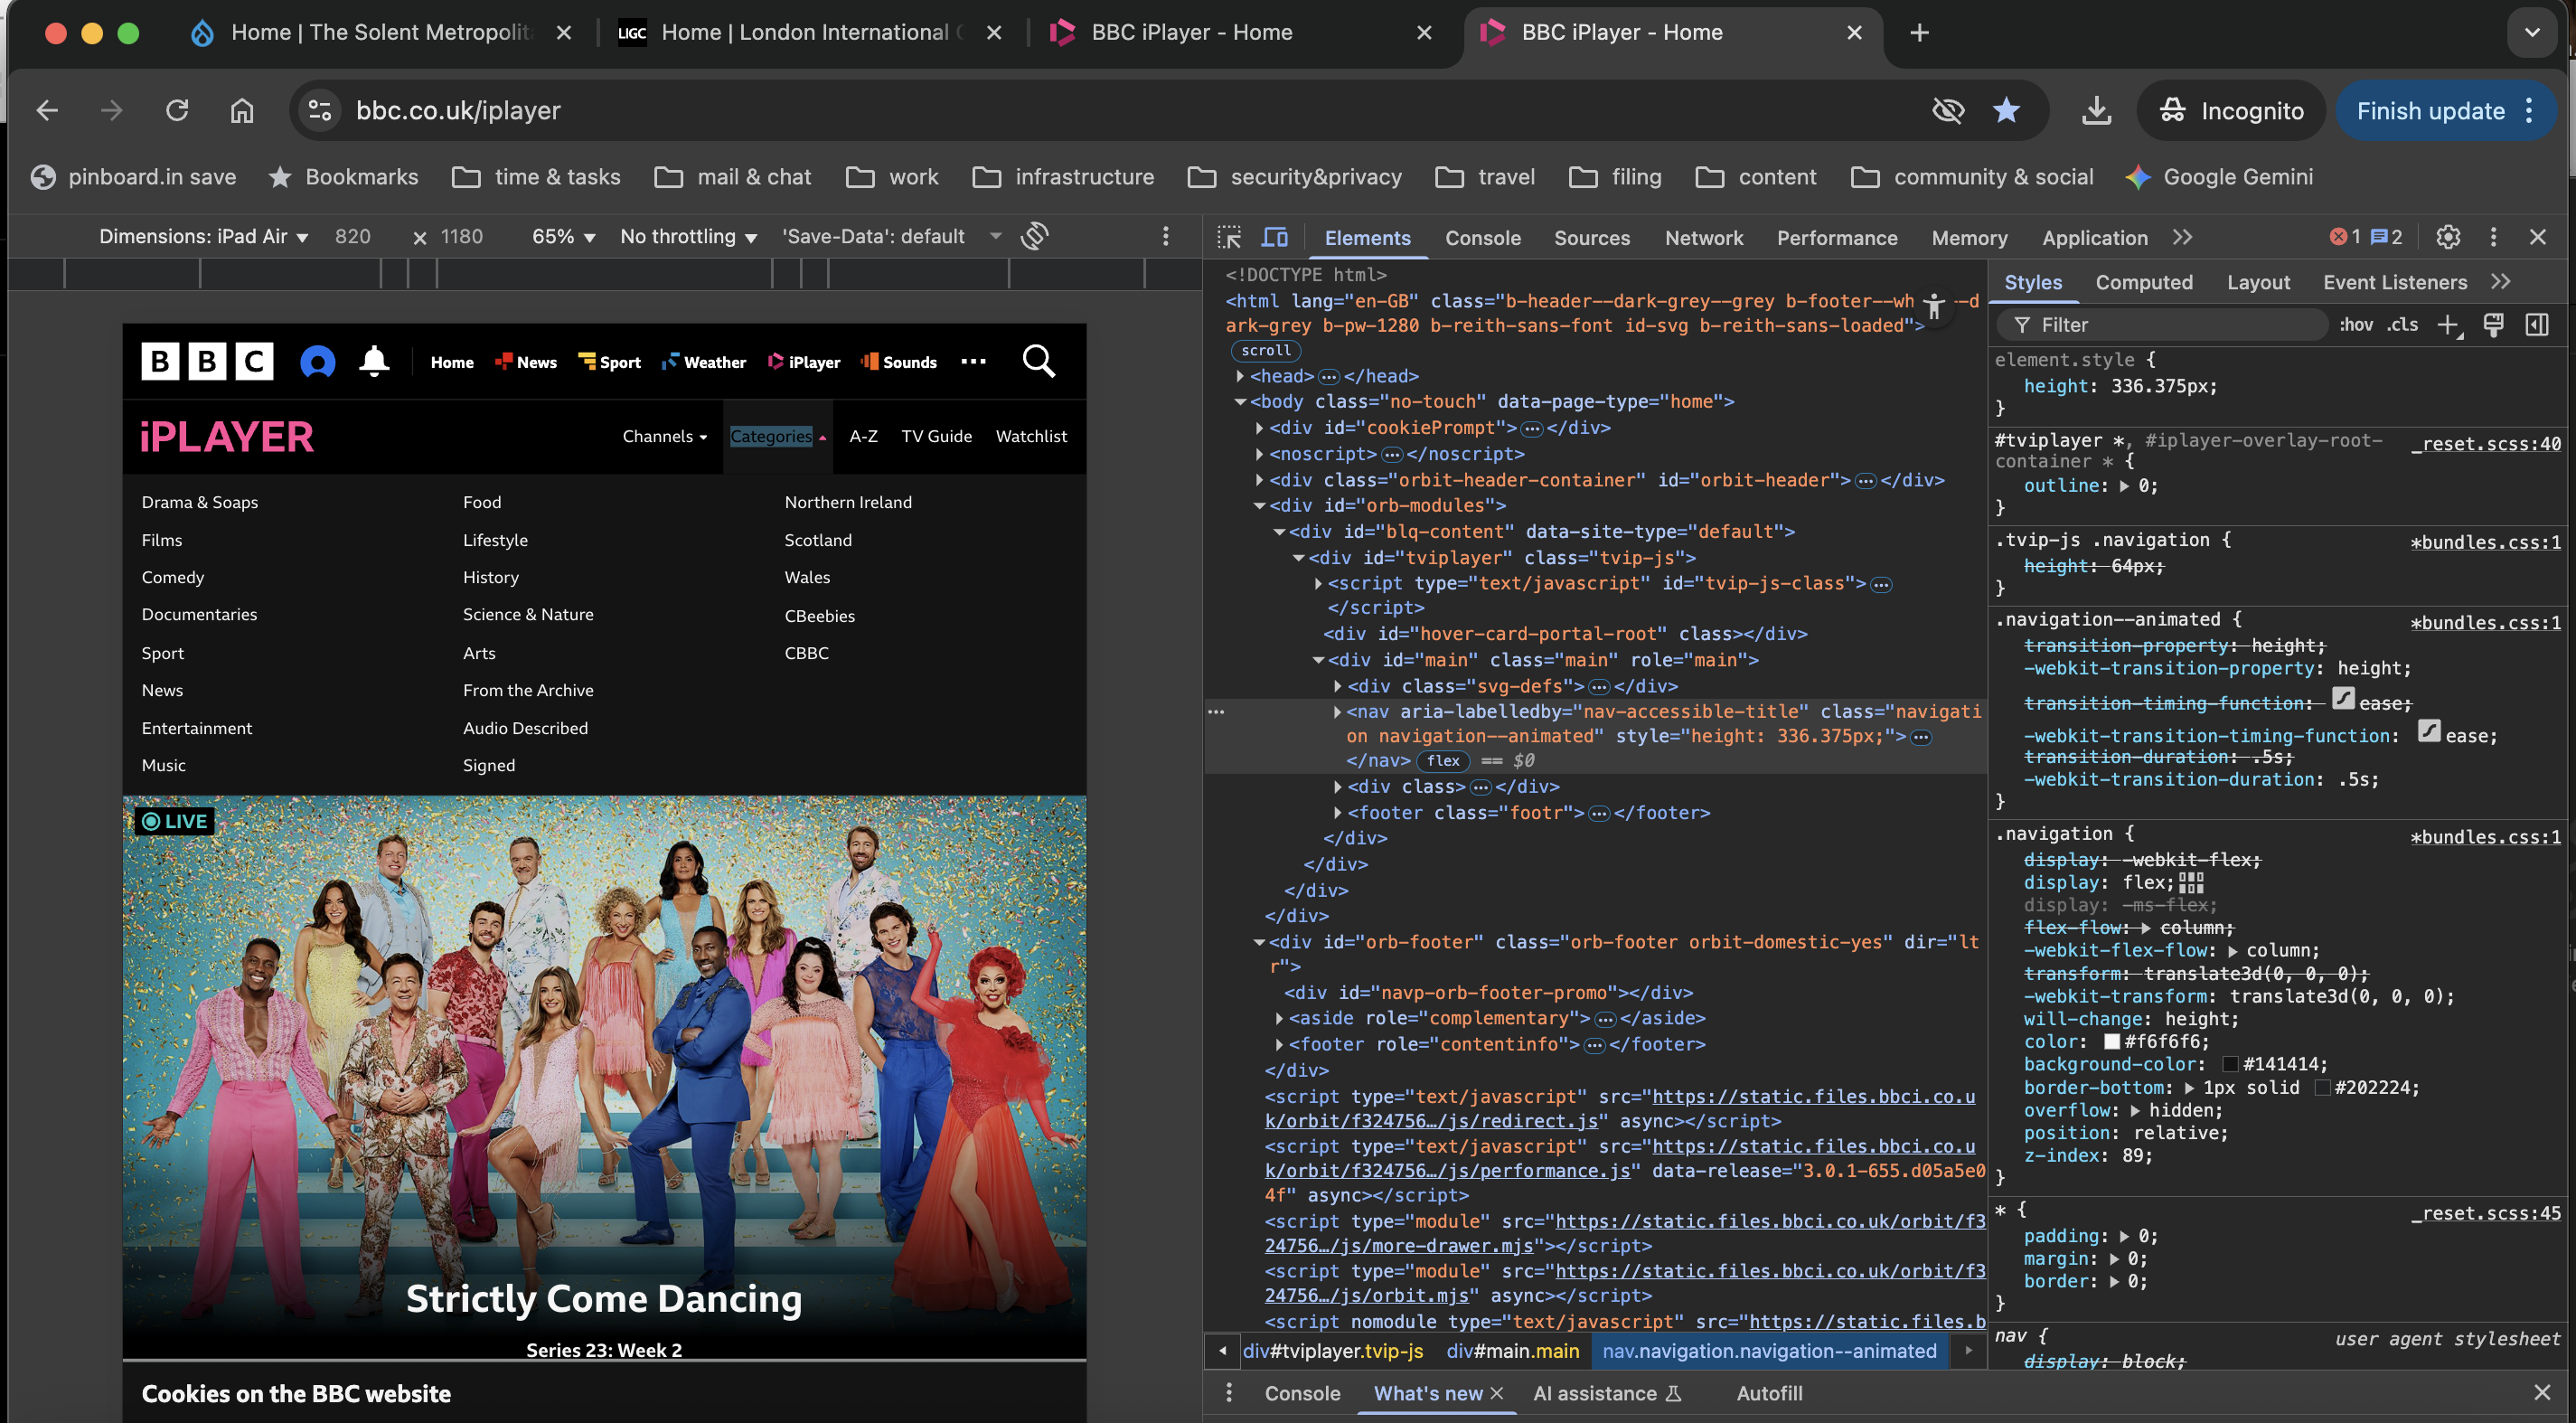 Home | The Solent Metropolit
LIGC Home | London International
BBC iPlayer - Home
BBC iPlayer - Home
bbc.co.uk/iplayer
Incognito
Finish update
pinboard.in save
Bookmarks
time & tasks
mail & chat
work
infrastructure
security&privacy
travel
filing
content
community & social
Google Gemini
Dimensions: iPad Air 820 × 1180 65% No throttling 'Save-Data': default
BBC Home News Sport Weather iPlayer Sounds
iPLAYER Channels Categories A-Z TV Guide Watchlist
Drama & Soaps Food Northern Ireland
Films Lifestyle Scotland
Comedy History Wales
Documentaries Science & Nature CBeebies
Sport Arts CBBC
News From the Archive
Entertainment Audio Described
Music Signed
LIVE
Strictly Come Dancing
Series 23: Week 2
Cookies on the BBC website
Elements Console Sources Network Performance Memory Application 1 2
<!DOCTYPE html>
<html lang="en-GB" class="b-header--dark-grey--grey b-footer--wh --d
ark-grey b-pw-1280 b-reith-sans-font id-svg b-reith-sans-loaded">
scroll
<head>…</head>
<body class="no-touch" data-page-type="home">
<div id="cookiePrompt">…</div>
<noscript>…</noscript>
<div class="orbit-header-container" id="orbit-header">…</div>
<div id="orb-modules">
<div id="blq-content" data-site-type="default">
<div id="tviplayer" class="tvip-js">
<script type="text/javascript" id="tvip-js-class">…
</script>
<div id="hover-card-portal-root" class></div>
<div id="main" class="main" role="main">
<div class="svg-defs">…</div>
… <nav aria-labelledby="nav-accessible-title" class="navigati
on navigation--animated" style="height: 336.375px;">…
</nav> flex == $0
<div class>…</div>
<footer class="footr">…</footer>
</div>
</div>
</div>
</div>
<div id="orb-footer" class="orb-footer orbit-domestic-yes" dir="lt
r">
<div id="navp-orb-footer-promo"></div>
<aside role="complementary">…</aside>
<footer role="contentinfo">…</footer>
</div>
<script type="text/javascript" src="https://static.files.bbci.co.u
k/orbit/f324756…/js/redirect.js" async></script>
<script type="text/javascript" src="https://static.files.bbci.co.u
k/orbit/f324756…/js/performance.js" data-release="3.0.1-655.d05a5e0
4f" async></script>
<script type="module" src="https://static.files.bbci.co.uk/orbit/f3
24756…/js/more-drawer.mjs"></script>
<script type="module" src="https://static.files.bbci.co.uk/orbit/f3
24756…/js/orbit.mjs" async></script>
<script nomodule type="text/javascript" src="https://static.files.b
div#tviplayer.tvip-js div#main.main nav.navigation.navigation--animated
Styles Computed Layout Event Listeners
Filter :hov .cls
element.style {
height: 336.375px;
}
#tviplayer *, #iplayer-overlay-root- _reset.scss:40
container * {
outline: 0;
}
.tvip-js .navigation { *bundles.css:1
height: 64px;
}
.navigation--animated { *bundles.css:1
transition-property: height;
-webkit-transition-property: height;
transition-timing-function: ease;
-webkit-transition-timing-function: ease;
transition-duration: .5s;
-webkit-transition-duration: .5s;
}
.navigation { *bundles.css:1
display: -webkit-flex;
display: flex;
display: -ms-flex;
flex-flow: column;
-webkit-flex-flow: column;
transform: translate3d(0, 0, 0);
-webkit-transform: translate3d(0, 0, 0);
will-change: height;
color: #f6f6f6;
background-color: #141414;
border-bottom: 1px solid #202224;
overflow: hidden;
position: relative;
z-index: 89;
}
* { _reset.scss:45
padding: 0;
margin: 0;
border: 0;
}
nav { user agent stylesheet
display: block;
Console What's new AI assistance Autofill